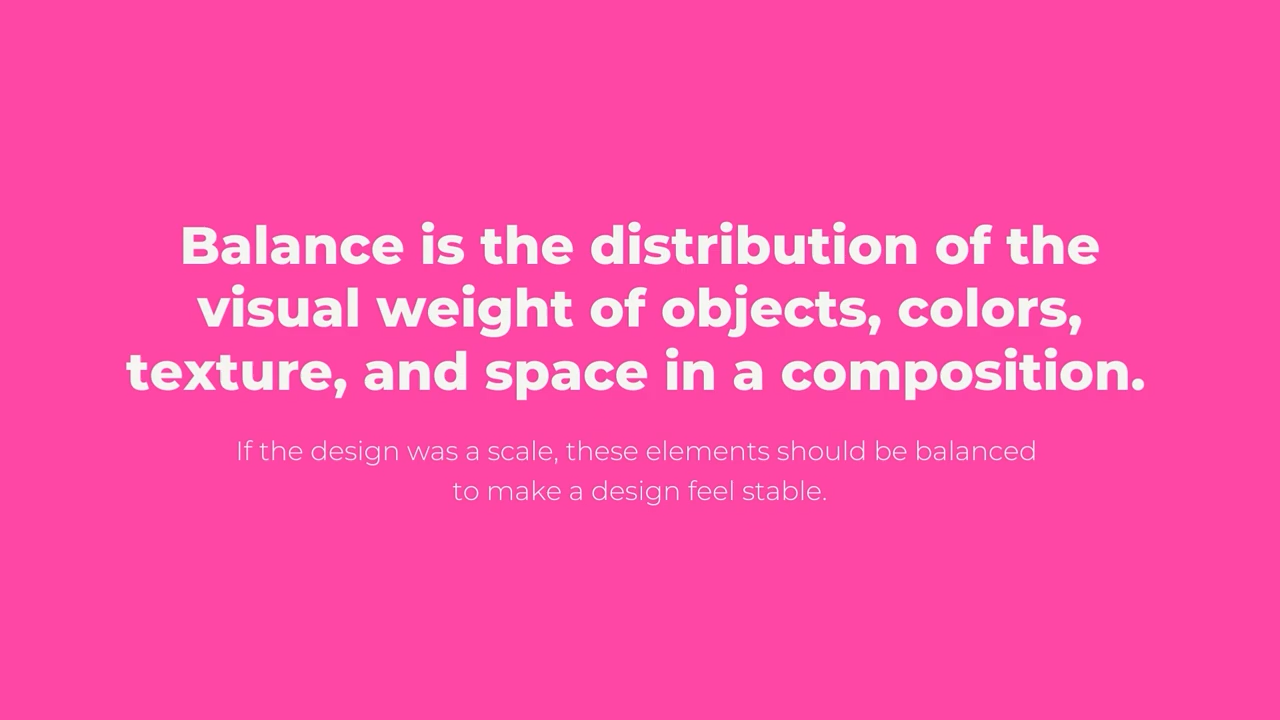 Balance is the distribution of the
visual weight of objects, colors,
texture, and space in a composition.
If the design was a scale, these elements should be balanced
to make a design feel stable.